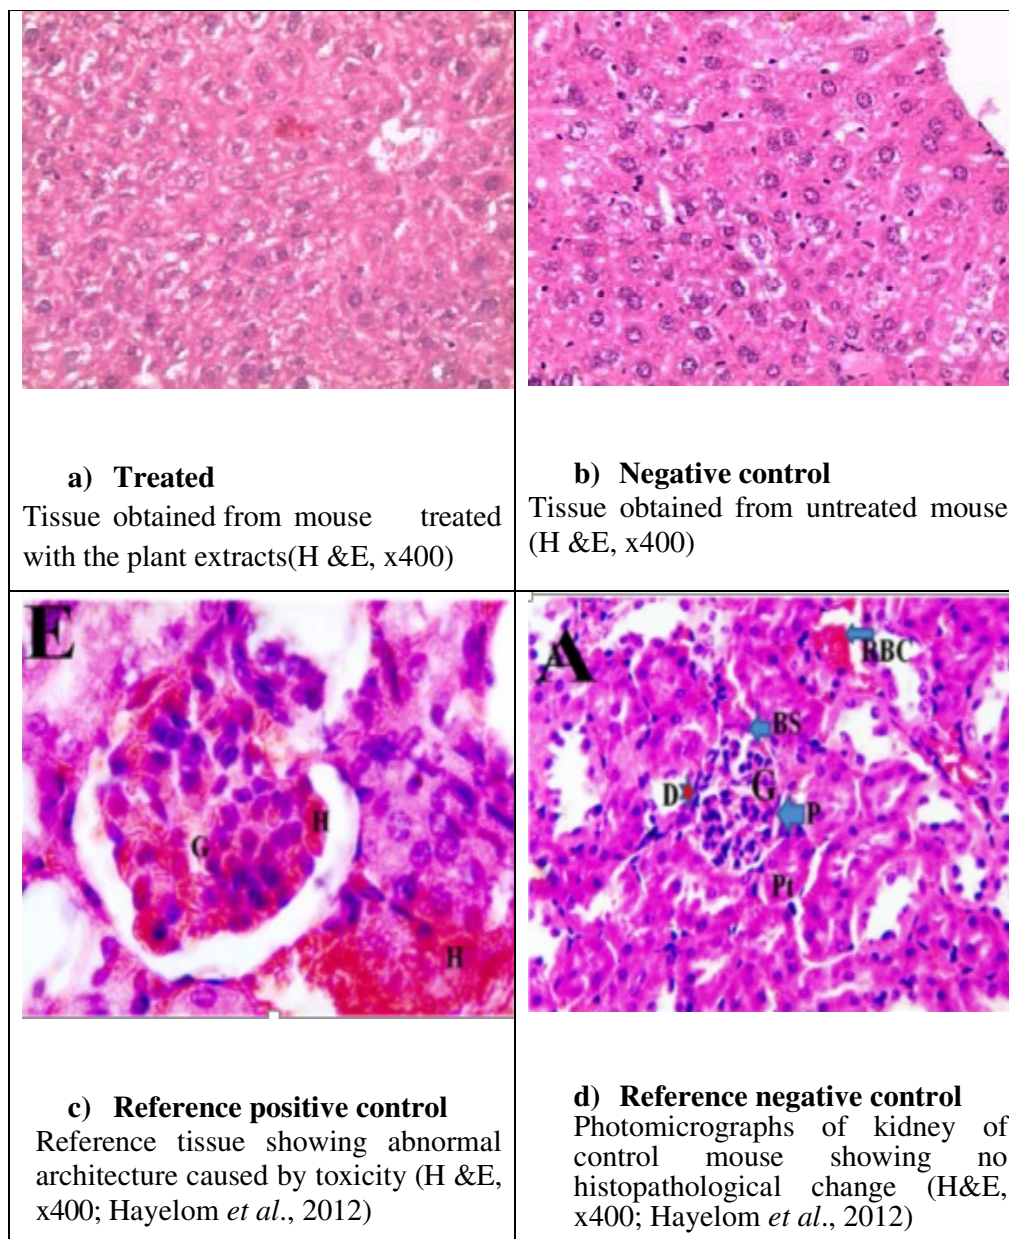 a) Treated
Tissue obtained from mouse treated
with the plant extracts(H &E, x400)
b) Negative control
Tissue obtained from untreated mouse
(H &E, x400)
E
G
H
H
A
RBC
BS
G
D
P
Pt
c) Reference positive control
Reference tissue showing abnormal
architecture caused by toxicity (H &E,
x400; Hayelom et al., 2012)
d) Reference negative control
Photomicrographs of kidney of
control mouse showing no
histopathological change (H&E,
x400; Hayelom et al., 2012)